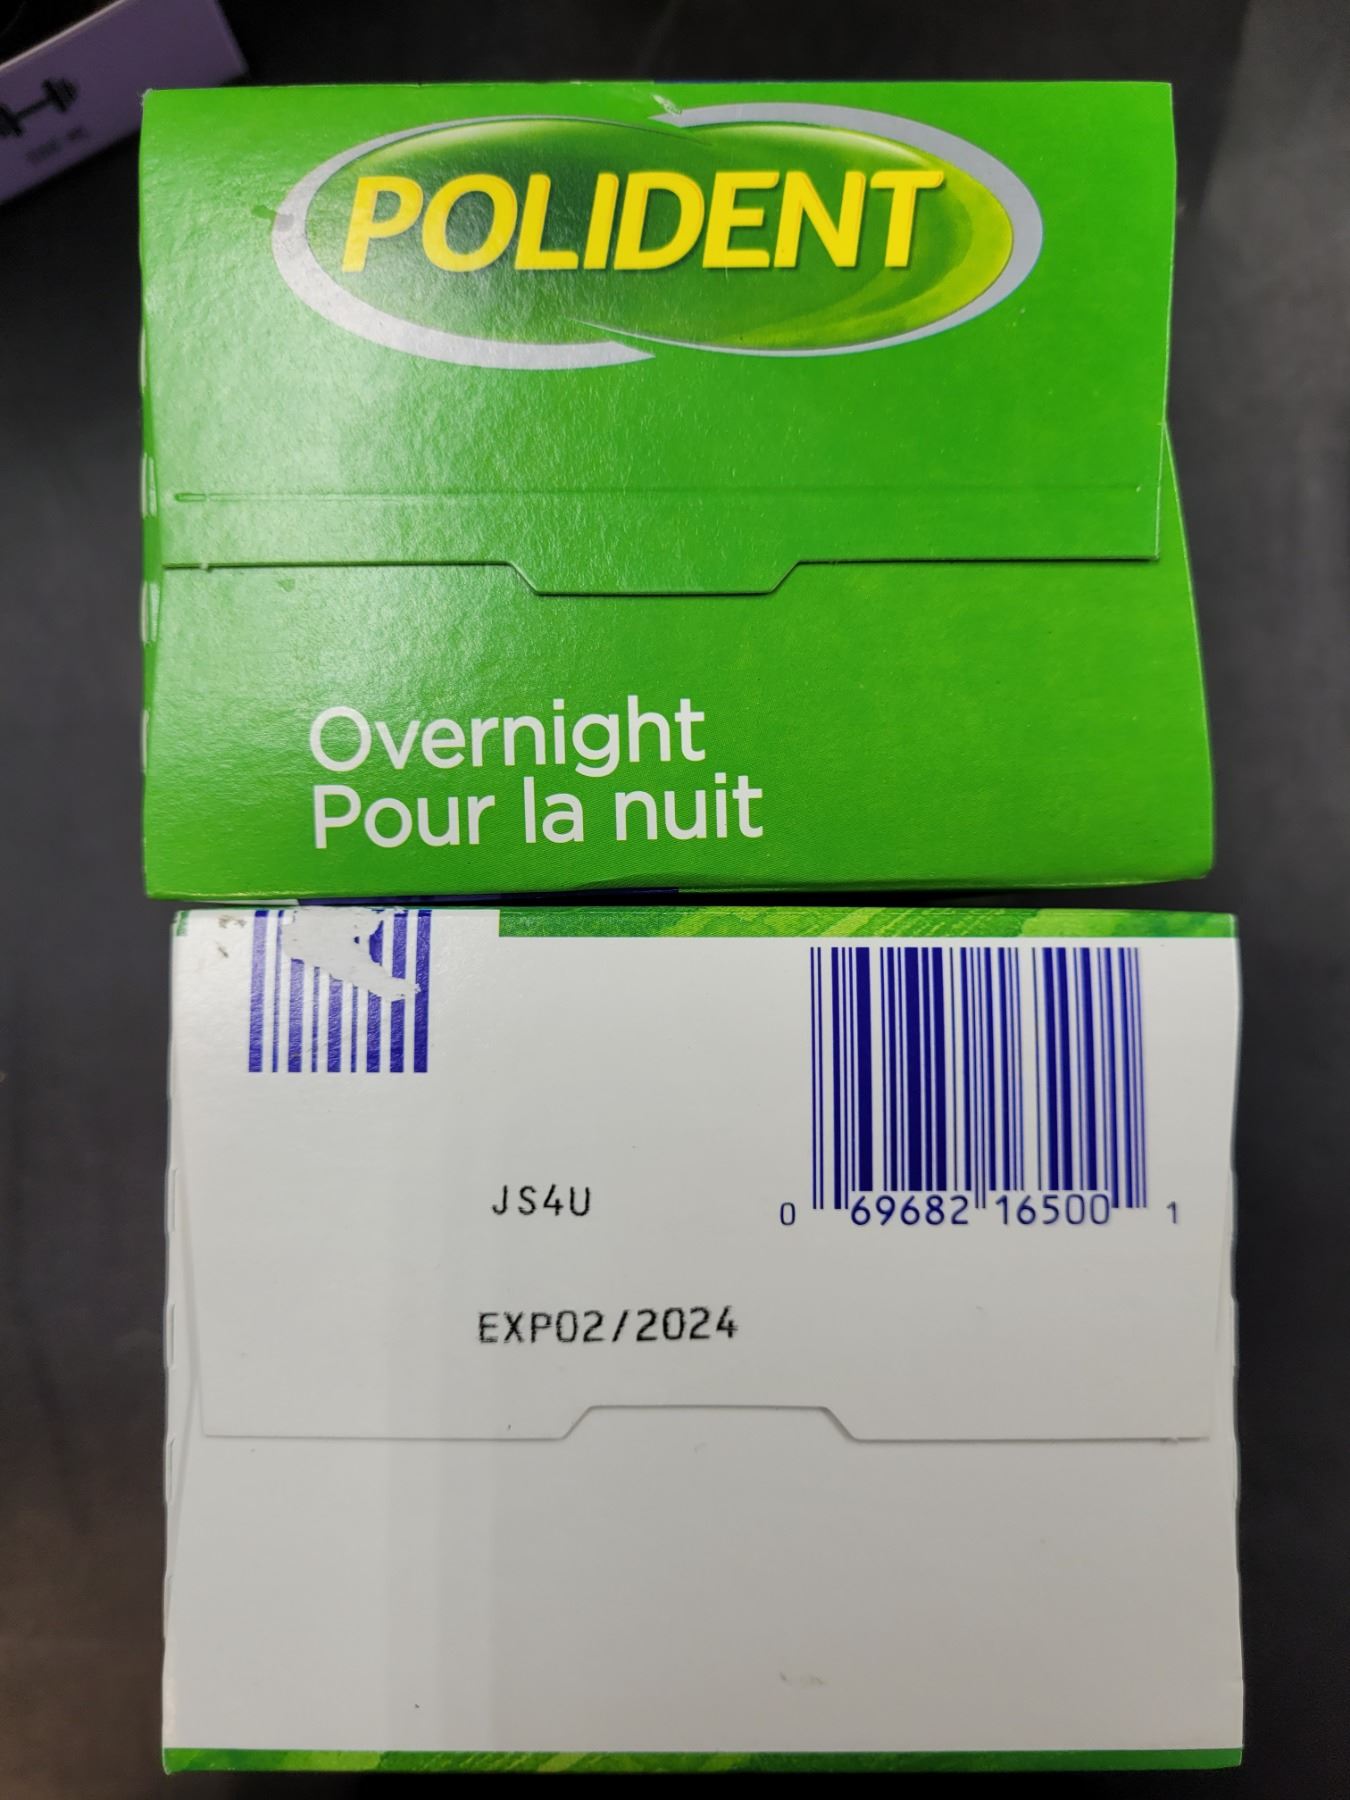 POLIDENT
Overnight
Pour la nuit
JS4U
0 69682 16500 1
EXP02/2024